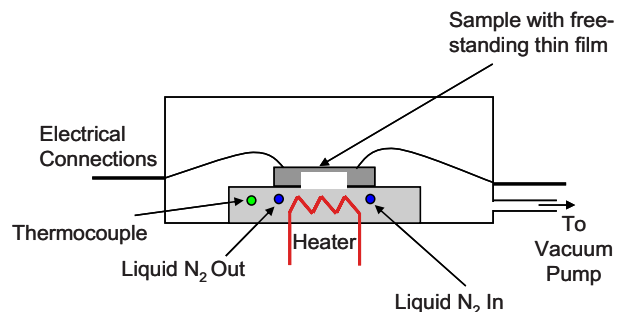 Sample with free-
standing thin film
Electrical
Connections
Thermocouple
Heater
To
Vacuum
Pump
Liquid N2 Out
Liquid N2 In